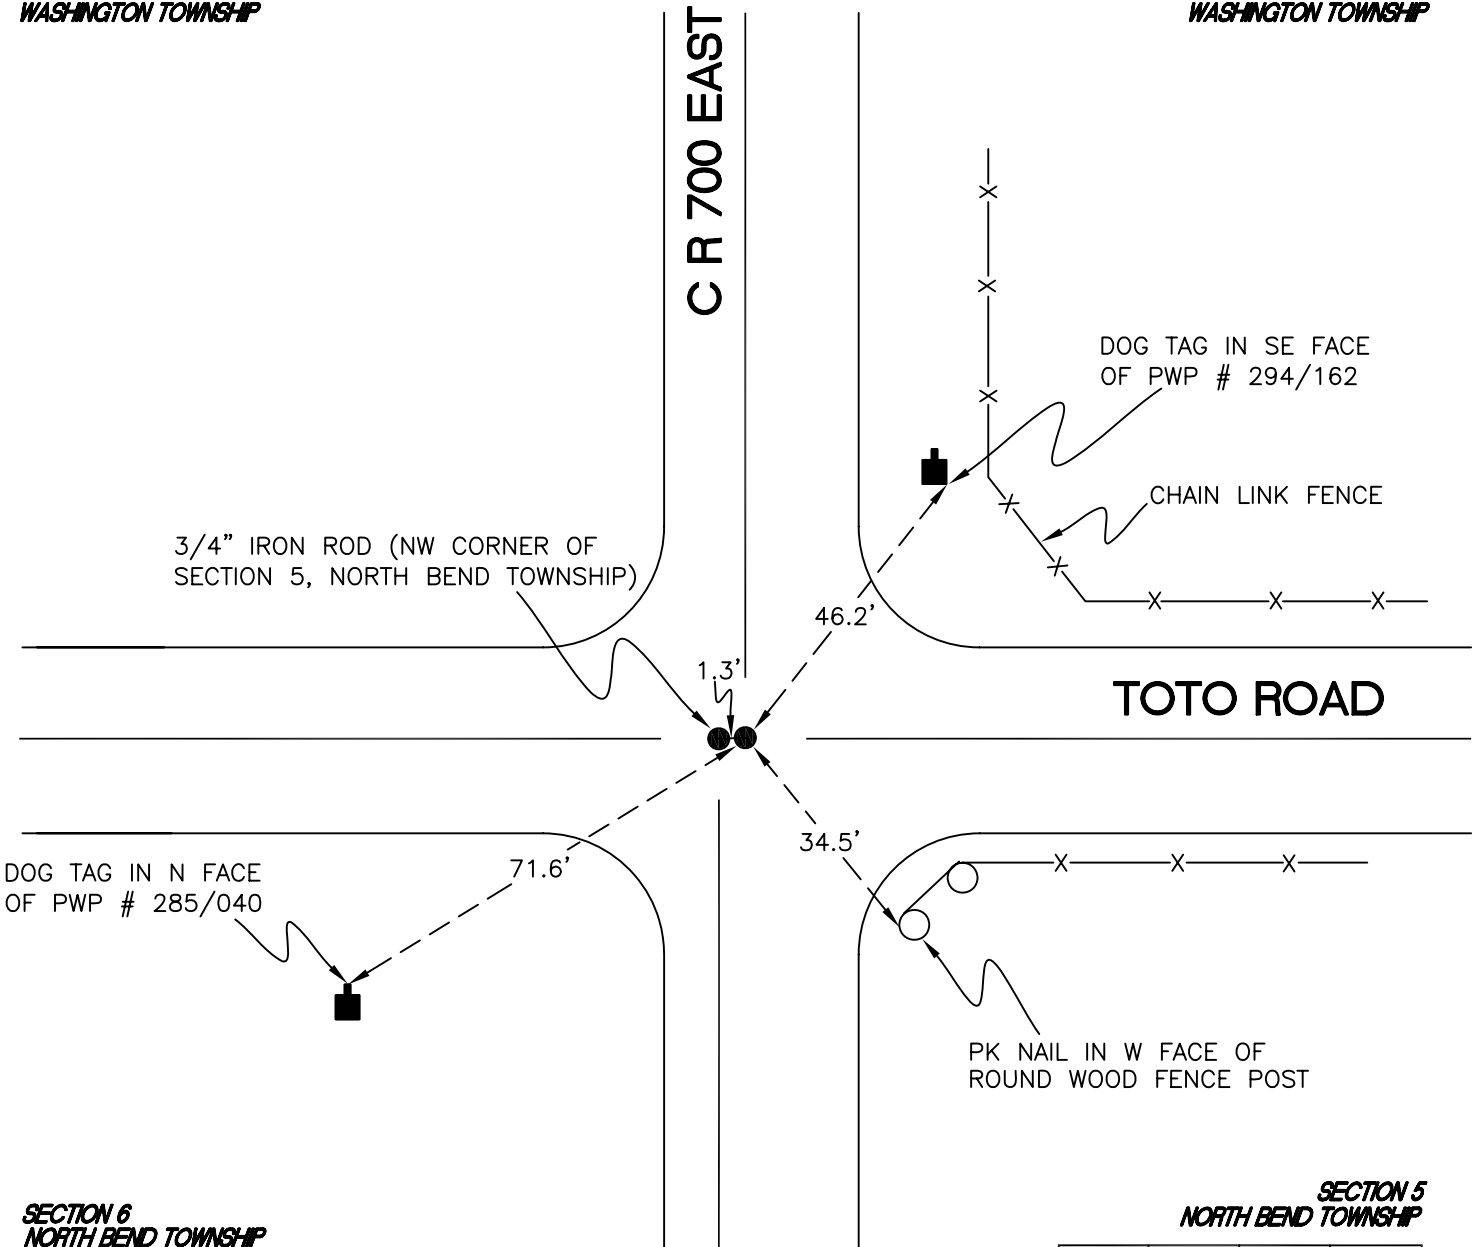 WASHINGTON TOWNSHIP
WASHINGTON TOWNSHIP
C R 700 EAST
DOG TAG IN SE FACE
OF PWP # 294/162
CHAIN LINK FENCE
3/4" IRON ROD (NW CORNER OF
SECTION 5, NORTH BEND TOWNSHIP)
46.2'
1.3'
TOTO ROAD
34.5'
71.6'
DOG TAG IN N FACE
OF PWP # 285/040
PK NAIL IN W FACE OF
ROUND WOOD FENCE POST
SECTION 6
NORTH BEND TOWNSHIP
SECTION 5
NORTH BEND TOWNSHIP